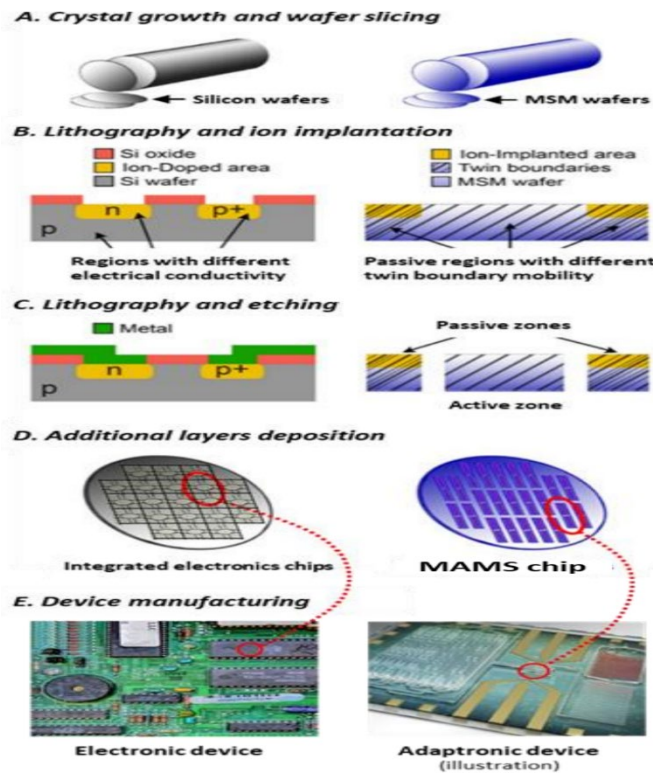 A. Crystal growth and wafer slicing
Silicon wafers
MSM wafers
B. Lithography and ion implantation
Si oxide
Ion-Doped area
Si wafer
n
p+
p
Regions with different
electrical conductivity
Ion-Implanted area
Twin boundaries
MSM wafer
Passive regions with different
twin boundary mobility
C. Lithography and etching
Metal
n
p+
p
Passive zones
Active zone
D. Additional layers deposition
Integrated electronics chips
MAMS chip
E. Device manufacturing
Electronic device
Adaptronic device
(illustration)